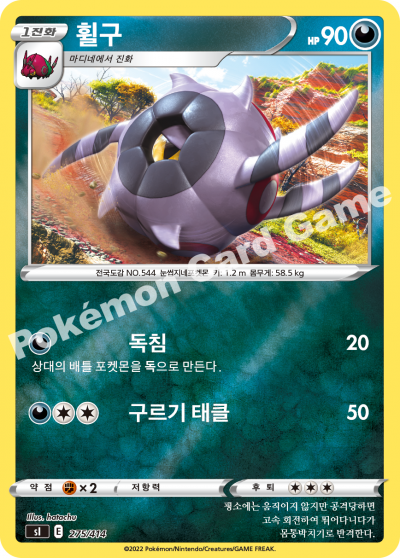 1진화 휠구 HP 90
마디네에서 진화
전국도감 NO.544 눈썹지네포켓몬 키: 1.2 m 몸무게: 58.5 kg
독침 20
상대의 배틀 포켓몬을 독으로 만든다.
구르기 태클 50
약점 ×2 저항력 후퇴
Illus. hatachu
sI E 275/414
평소에는 움직이지 않지만 공격당하면
고속 회전하여 뛰어다니다가
몸통박치기로 반격한다.
©2022 Pokémon/Nintendo/Creatures/GAME FREAK.
Pokémon Card Game